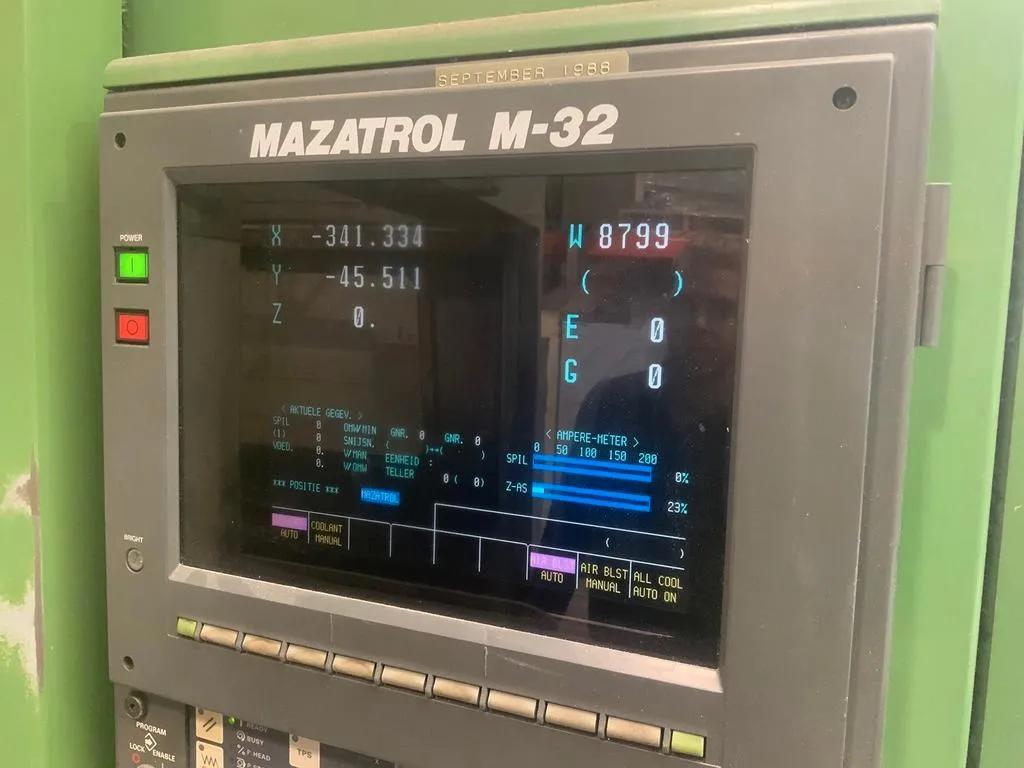 SEPTEMBER 1988
MAZATROL M-32
POWER
X -341.334
Y -45.511
Z 0.
W 8799
( )
E 0
G 0
< AKTUELE GEGEV. >
SPIL 0 OMW/MIN GNR. 0 GNR. 0
(1) 0 SNIJSN. ( )→( )
VOED. 0. V/MAN EENHEID :
0. V/OMW TELLER 0 ( 0)
*** POSITIE *** MAZATROL
< AMPERE-METER >
0 50 100 150 200
SPIL 0%
Z-AS 23%
( )
AUTO
COOLANT MANUAL
AIR BLST AUTO
AIR BLST MANUAL
ALL COOL AUTO ON
BRIGHT
PROGRAM
LOCK ENABLE
READY
BUSY
F HEAD
TPS